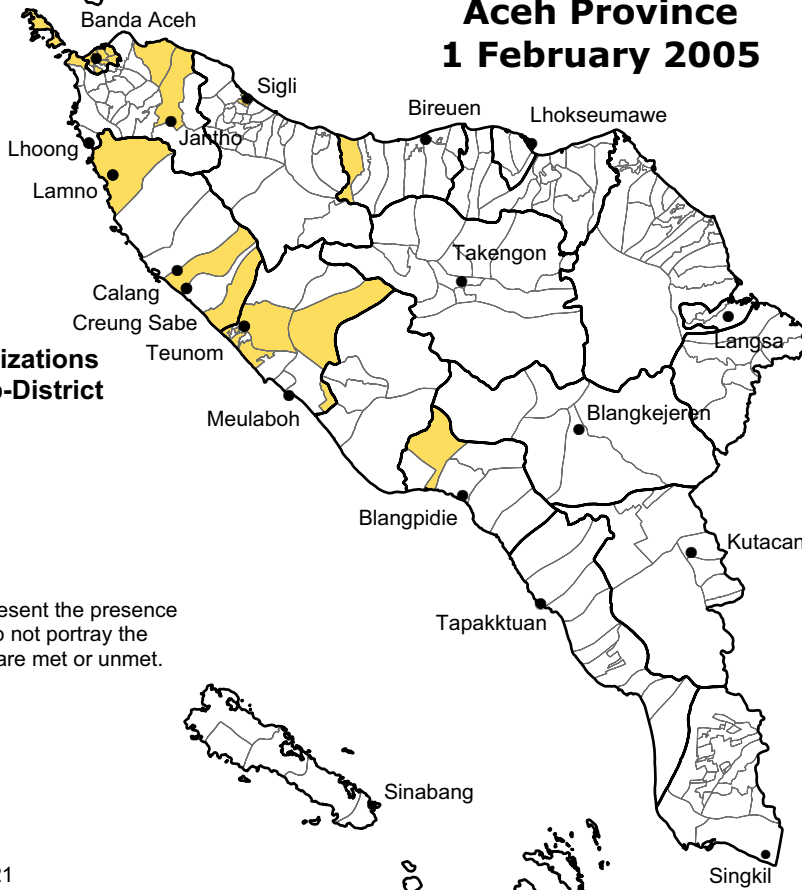 Aceh Province
1 February 2005
Banda Aceh
Sigli
Bireuen
Lhokseumawe
Jantho
Lhoong
Lamno
Takengon
Calang
Creung Sabe
Teunom
Langsa
izations
o-District
Meulaboh
Blangkejeren
Blangpidie
Kutacan
esent the presence
o not portray the
are met or unmet.
Tapakktuan
Sinabang
21
Singkil